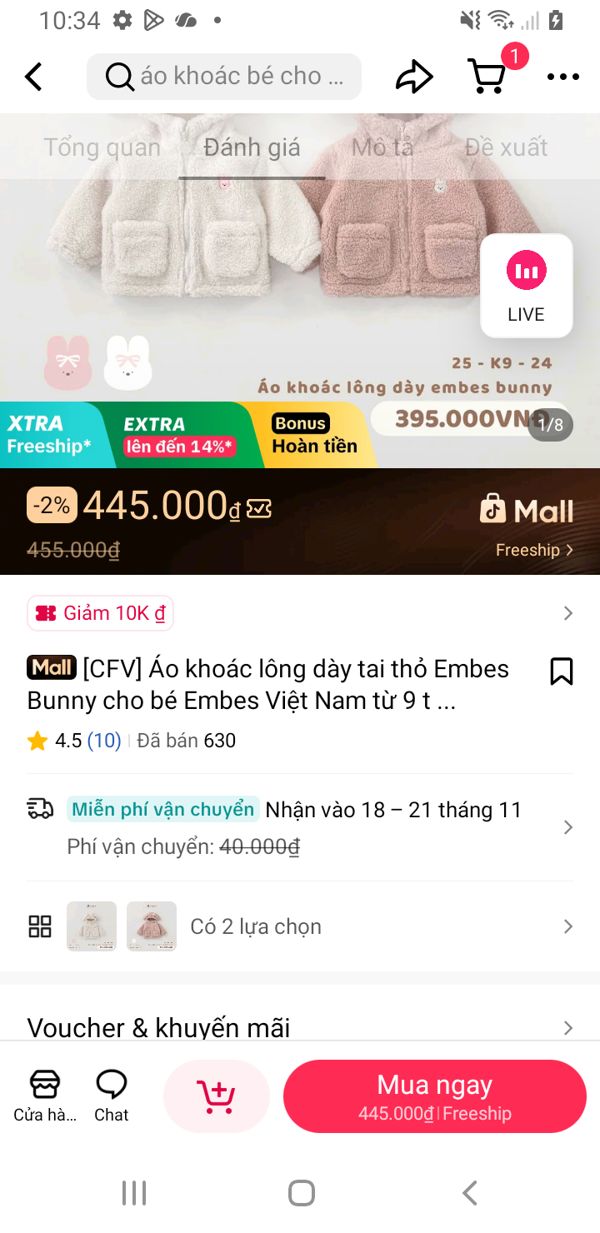 10:34
1
áo khoác bé cho ...
Tổng quan
Đánh giá
Mô tả
Đề xuất
LIVE
25 - K9 - 24
Áo khoác lông dày embes bunny
395.000VNĐ
1/8
XTRA
Freeship*
EXTRA
lên đến 14%*
Bonus
Hoàn tiền
-2% 445.000₫
455.000₫
Mall
Freeship
Giảm 10K ₫
Mall [CFV] Áo khoác lông dày tai thỏ Embes
Bunny cho bé Embes Việt Nam từ 9 t ...
4.5 (10) Đã bán 630
Miễn phí vận chuyển Nhận vào 18 – 21 tháng 11
Phí vận chuyển: 40.000₫
Có 2 lựa chọn
Voucher & khuyến mãi
Cửa hà...
Chat
Mua ngay
445.000₫ | Freeship